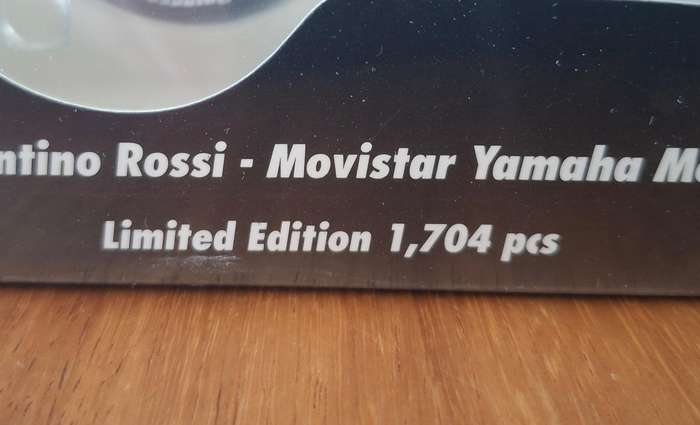 ntino Rossi - Movistar Yamaha M
Limited Edition 1,704 pcs